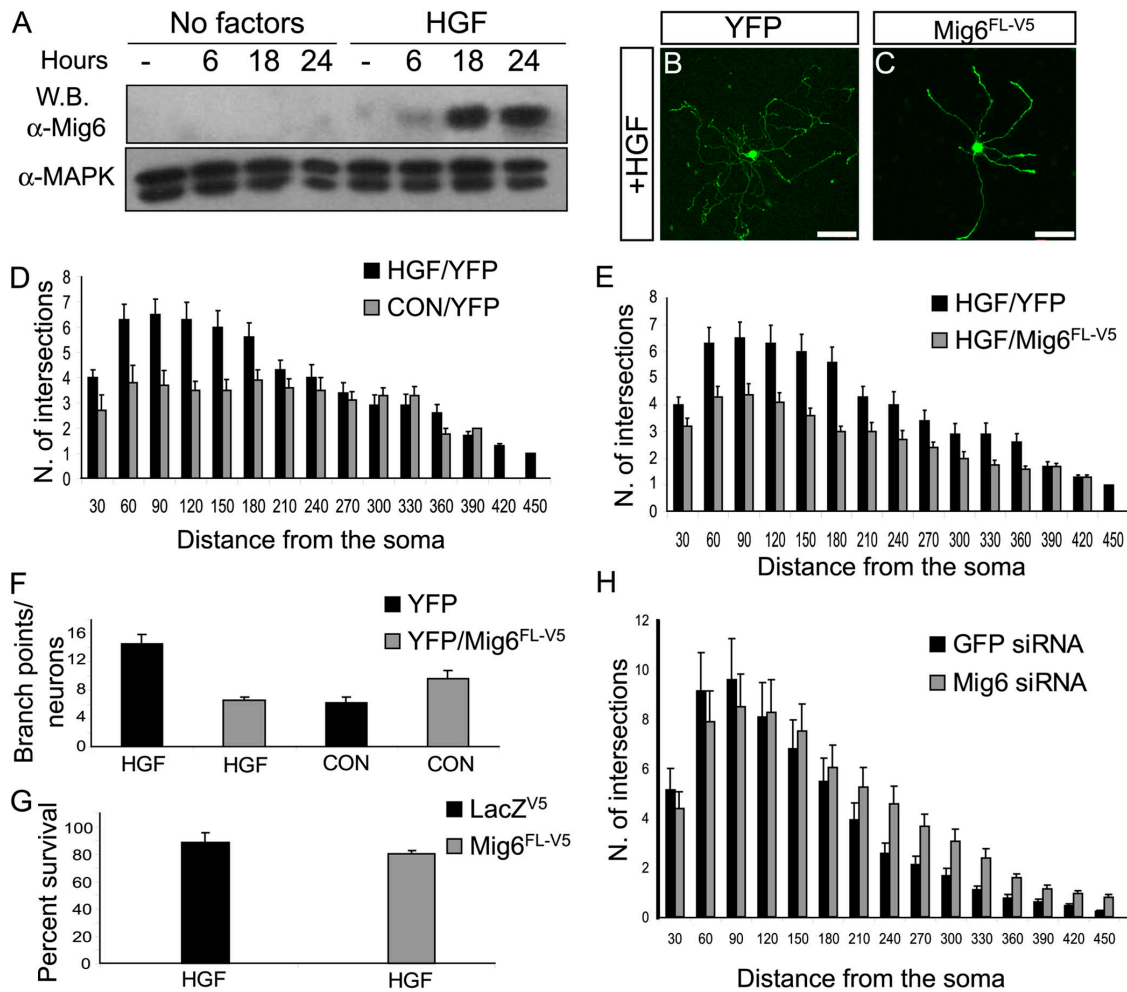 A
No factors HGF
Hours - 6 18 24 - 6 18 24
W.B.
α-Mig6
α-MAPK
YFP Mig6FL-V5
+HGF
B
C
D
HGF/YFP
CON/YFP
N. of intersections
8
7
6
5
4
3
2
1
0
30 60 90 120 150 180 210 240 270 300 330 360 390 420 450
Distance from the soma
E
HGF/YFP
HGF/Mig6FL-V5
N. of intersections
8
7
6
5
4
3
2
1
0
30 60 90 120 150 180 210 240 270 300 330 360 390 420 450
Distance from the soma
F
YFP
YFP/Mig6FL-V5
Branch points/
neurons
16
12
8
4
0
HGF HGF CON CON
G
LacZV5
Mig6FL-V5
Percent survival
100
80
60
40
20
0
HGF HGF
H
GFP siRNA
Mig6 siRNA
N. of intersections
12
10
8
6
4
2
0
30 60 90 120 150 180 210 240 270 300 330 360 390 420 450
Distance from the soma